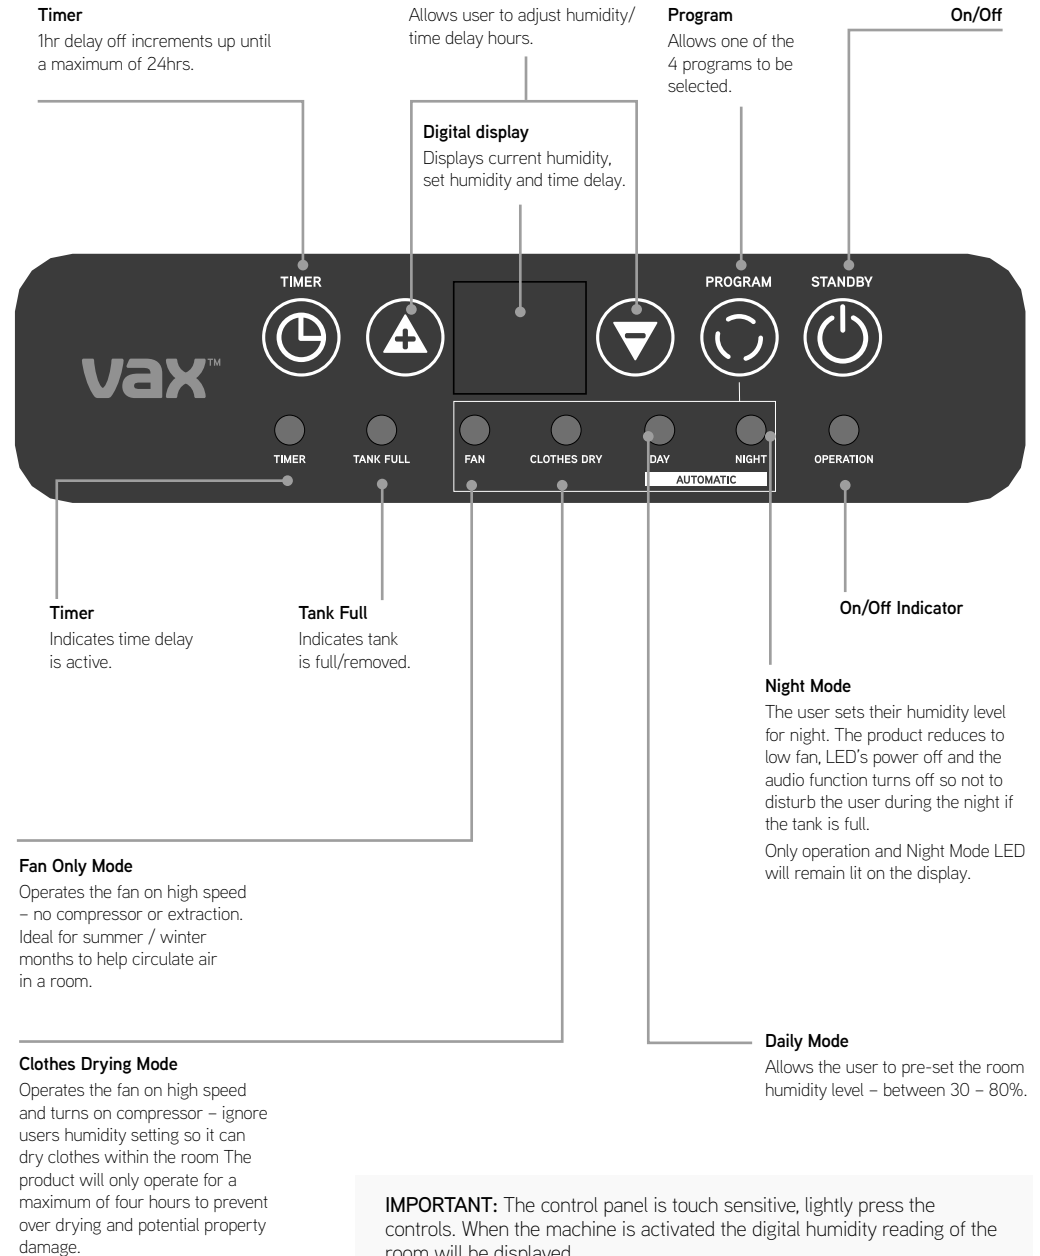 Timer
1hr delay off increments up until
a maximum of 24hrs.
Allows user to adjust humidity/
time delay hours.
Program
Allows one of the
4 programs to be
selected.
On/Off
Digital display
Displays current humidity,
set humidity and time delay.
TIMER
PROGRAM
STANDBY
vax™
TIMER
TANK FULL
FAN
CLOTHES DRY
DAY
NIGHT
OPERATION
AUTOMATIC
Timer
Indicates time delay
is active.
Tank Full
Indicates tank
is full/removed.
On/Off Indicator
Night Mode
The user sets their humidity level
for night. The product reduces to
low fan, LED's power off and the
audio function turns off so not to
disturb the user during the night if
the tank is full.
Only operation and Night Mode LED
will remain lit on the display.
Fan Only Mode
Operates the fan on high speed
– no compressor or extraction.
Ideal for summer / winter
months to help circulate air
in a room.
Daily Mode
Allows the user to pre-set the room
humidity level – between 30 – 80%.
Clothes Drying Mode
Operates the fan on high speed
and turns on compressor – ignore
users humidity setting so it can
dry clothes within the room The
product will only operate for a
maximum of four hours to prevent
over drying and potential property
damage.
IMPORTANT: The control panel is touch sensitive, lightly press the
controls. When the machine is activated the digital humidity reading of the
room will be displayed